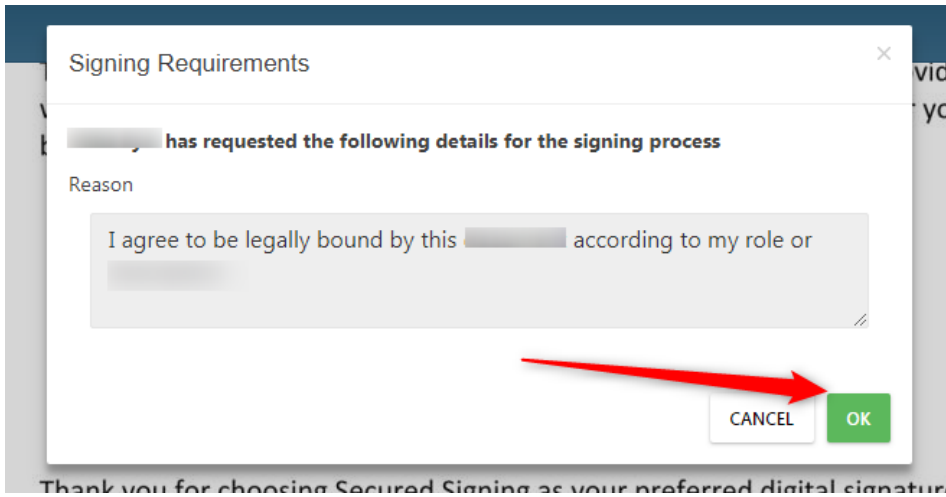 Signing Requirements
×
has requested the following details for the signing process
Reason
I agree to be legally bound by this according to my role or
CANCEL
OK
Thank you for choosing Secured Signing as your preferred digital signatur